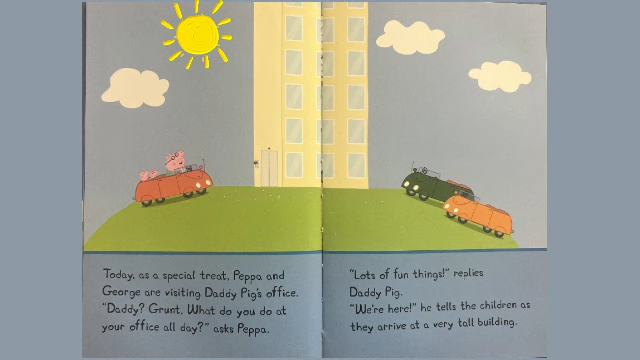 Today, as a special treat, Peppa and
George are visiting Daddy Pig's office.
"Daddy? Grunt. What do you do at
your office all day?" asks Peppa.
"Lots of fun things!" replies
Daddy Pig.
"We're here!" he tells the children as
they arrive at a very tall building.